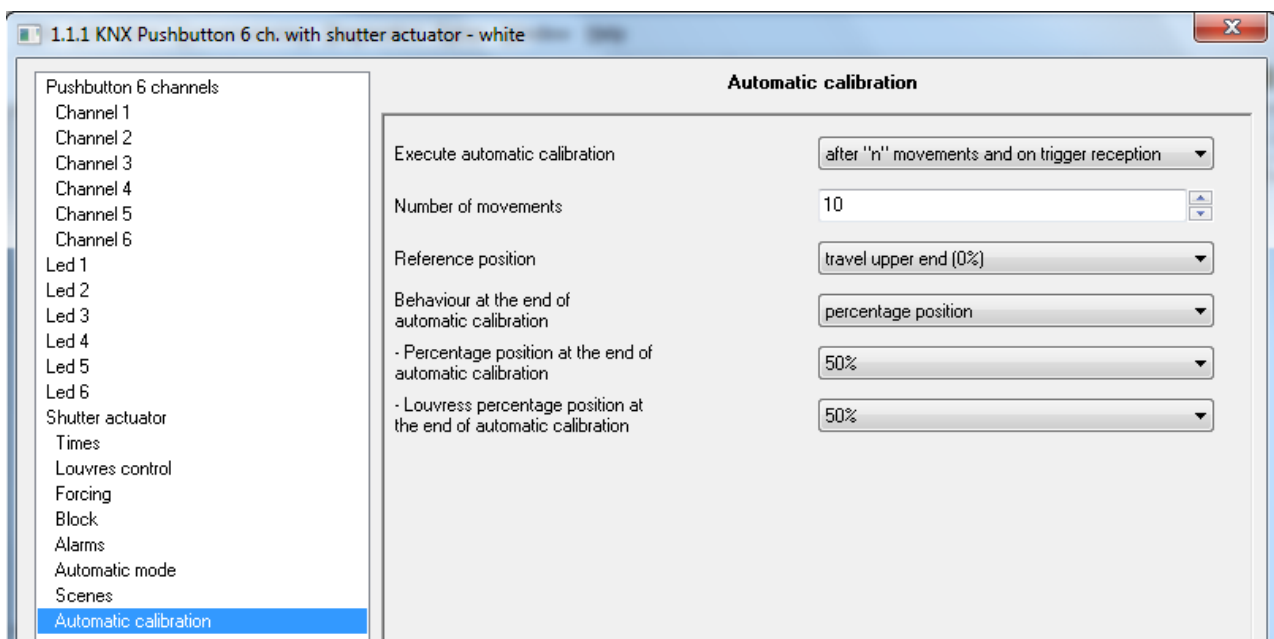 1.1.1 KNX Pushbutton 6 ch. with shutter actuator - white
Pushbutton 6 channels
Channel 1
Channel 2
Channel 3
Channel 4
Channel 5
Channel 6
Led 1
Led 2
Led 3
Led 4
Led 5
Led 6
Shutter actuator
Times
Louvres control
Forcing
Block
Alarms
Automatic mode
Scenes
Automatic calibration
Automatic calibration
Execute automatic calibration
after "n" movements and on trigger reception
Number of movements
10
Reference position
travel upper end (0%)
Behaviour at the end of
automatic calibration
percentage position
- Percentage position at the end of
automatic calibration
50%
- Louvress percentage position at
the end of automatic calibration
50%